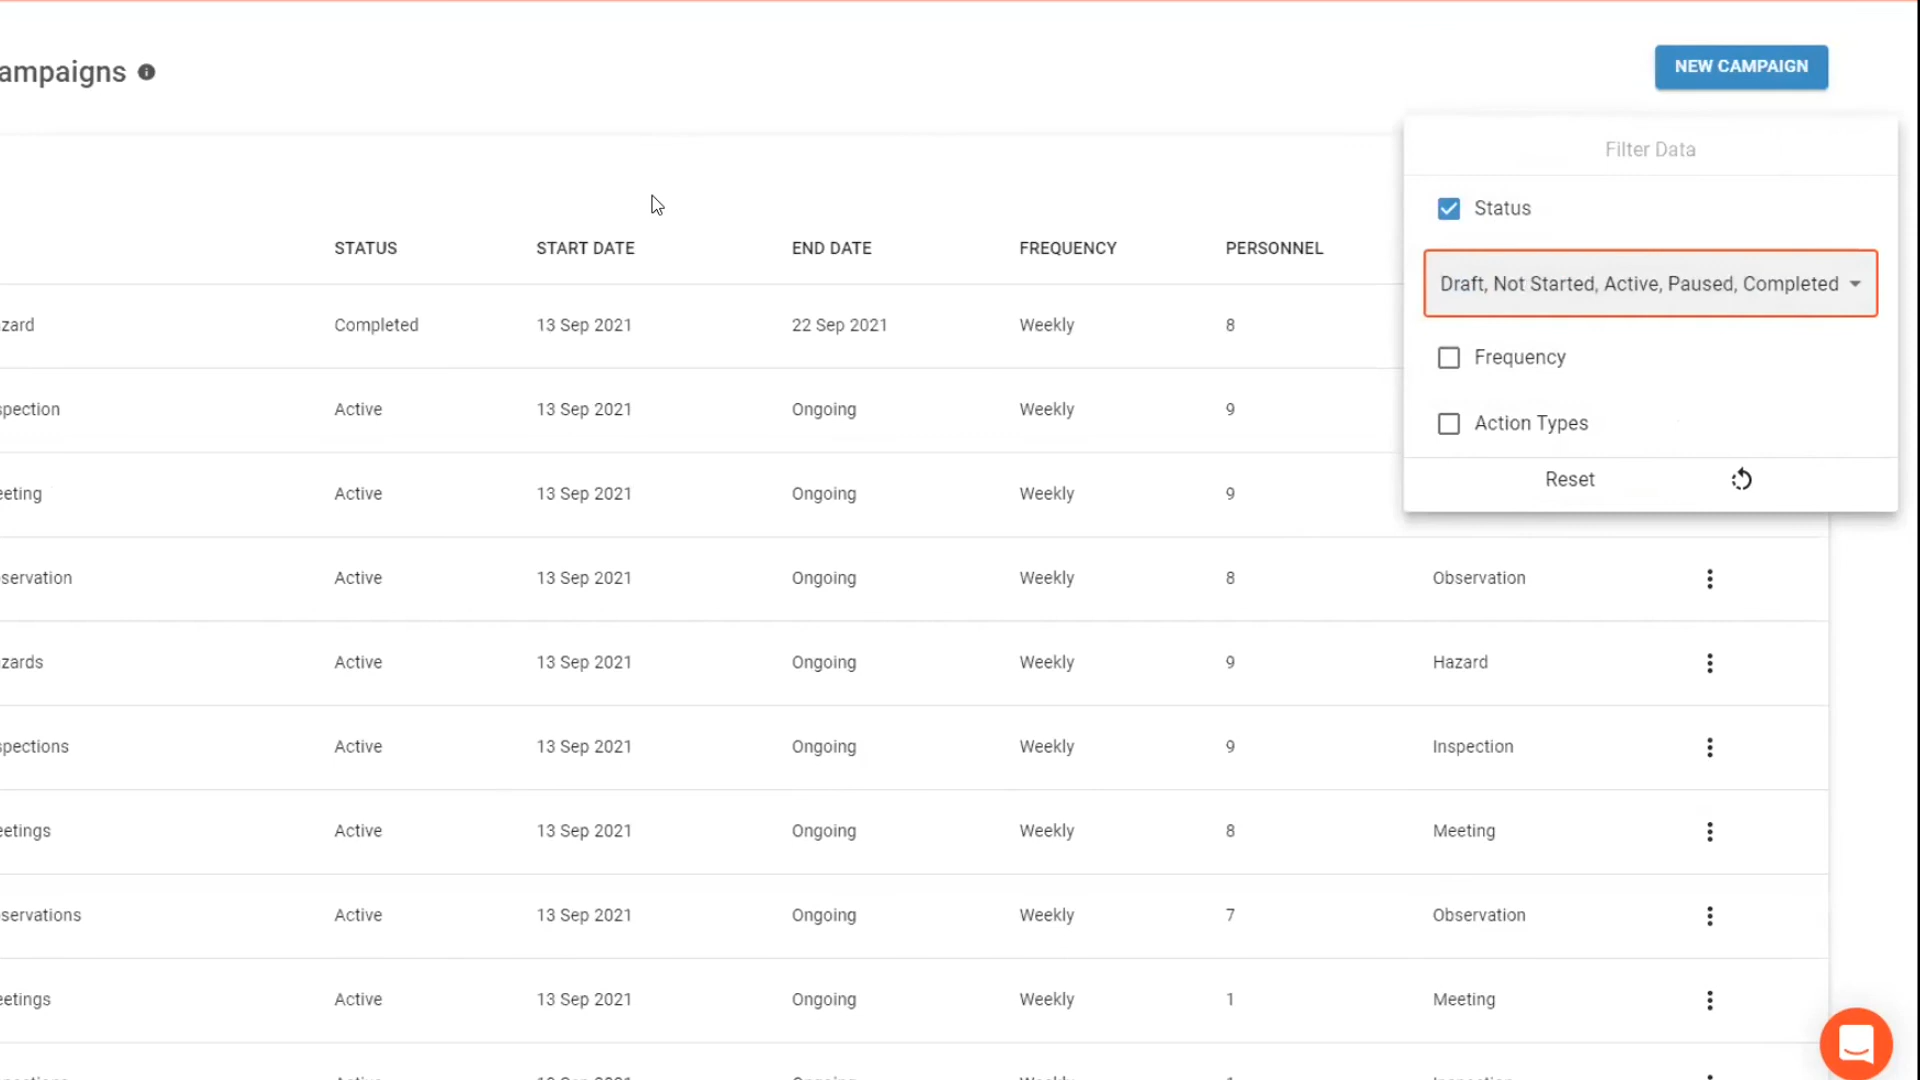 ampaigns
NEW CAMPAIGN
Filter Data
Status
Draft, Not Started, Active, Paused, Completed
Frequency
Action Types
Reset
STATUS START DATE END DATE FREQUENCY PERSONNEL
zard Completed 13 Sep 2021 22 Sep 2021 Weekly 8
spection Active 13 Sep 2021 Ongoing Weekly 9
eeting Active 13 Sep 2021 Ongoing Weekly 9
servation Active 13 Sep 2021 Ongoing Weekly 8 Observation
zards Active 13 Sep 2021 Ongoing Weekly 9 Hazard
spections Active 13 Sep 2021 Ongoing Weekly 9 Inspection
eetings Active 13 Sep 2021 Ongoing Weekly 8 Meeting
servations Active 13 Sep 2021 Ongoing Weekly 7 Observation
eetings Active 13 Sep 2021 Ongoing Weekly 1 Meeting